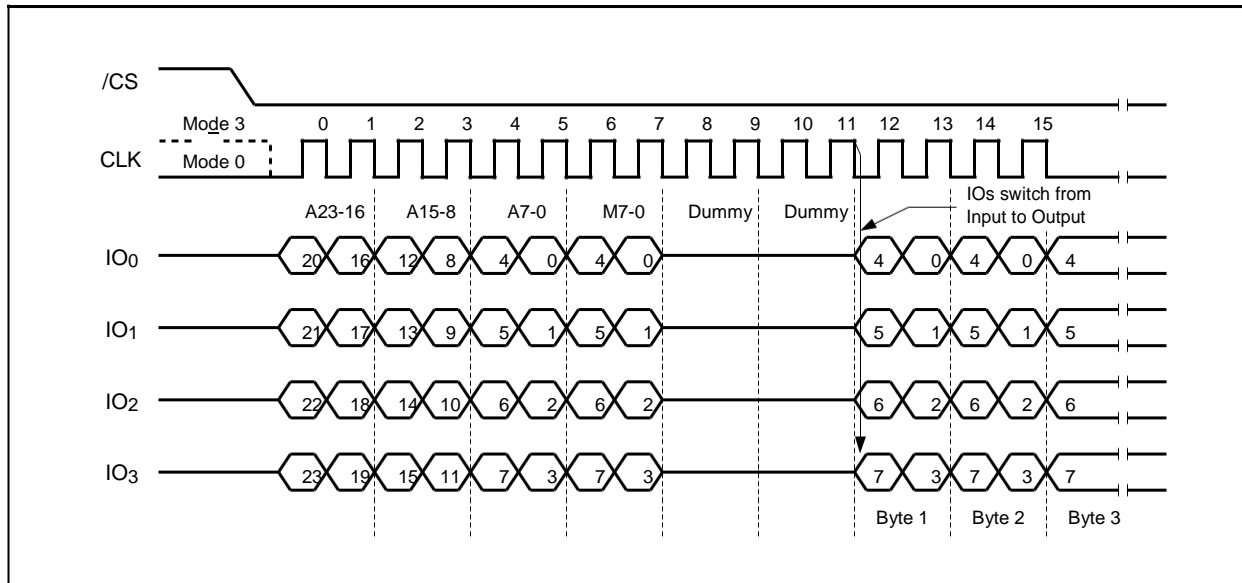 /CS
Mode 3 0 1 2 3 4 5 6 7 8 9 10 11 12 13 14 15
CLK Mode 0
IOs switch from
Input to Output
A23-16 A15-8 A7-0 M7-0 Dummy Dummy
IO0 20 16 12 8 4 0 4 0 4 0 4 0 4
IO1 21 17 13 9 5 1 5 1 5 1 5 1 5
IO2 22 18 14 10 6 2 6 2 6 2 6 2 6
IO3 23 19 15 11 7 3 7 3 7 3 7 3 7
Byte 1 Byte 2 Byte 3